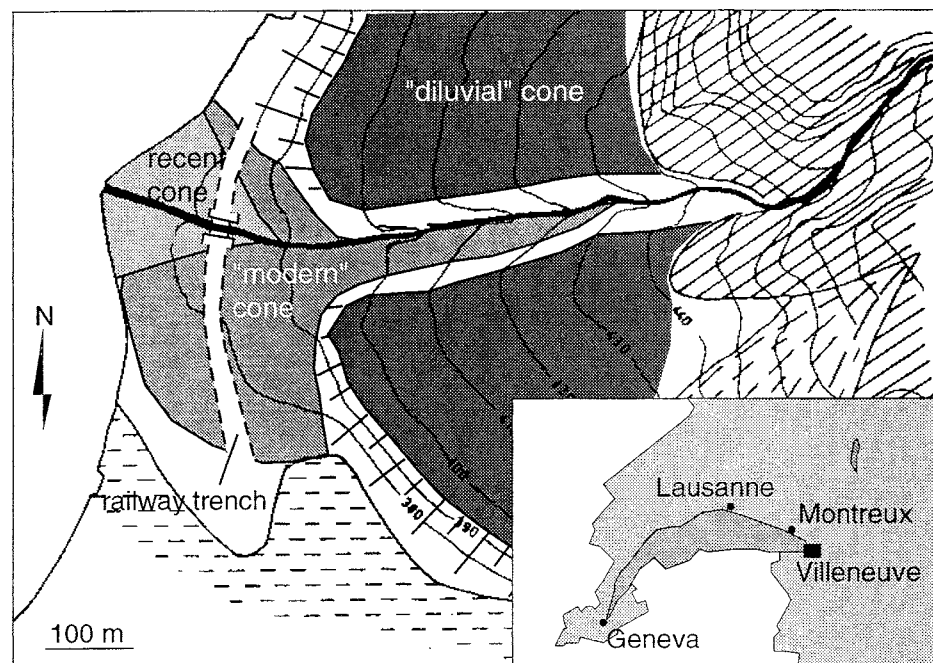 "diluvial" cone
recent
cone
"modern"
cone
N
440
410
400
380
390
railway trench
100 m
Lausanne
Montreux
Villeneuve
Geneva